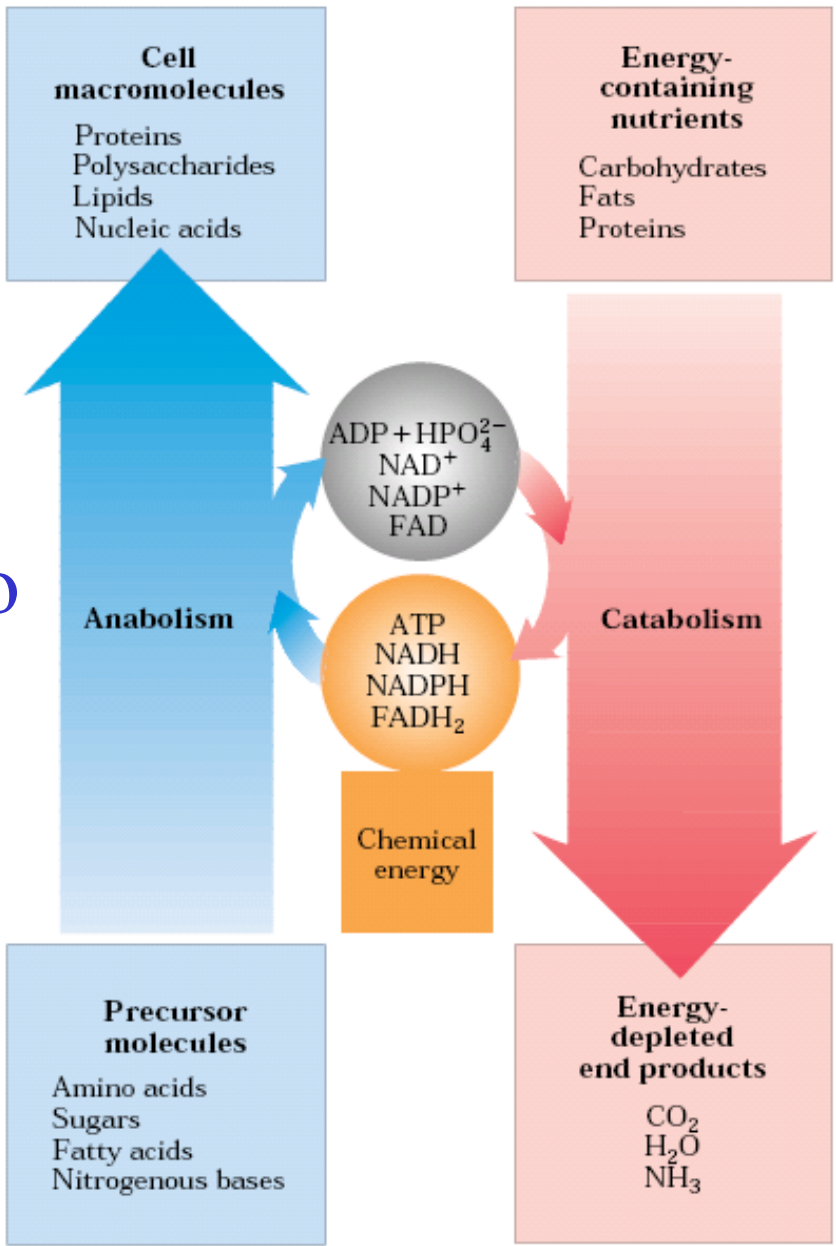 Cell
macromolecules
Proteins
Polysaccharides
Lipids
Nucleic acids
Energy-
containing
nutrients
Carbohydrates
Fats
Proteins
ADP + HPO₄²⁻
NAD⁺
NADP⁺
FAD
o
Anabolism
ATP
NADH
NADPH
FADH₂
Catabolism
Chemical
energy
Precursor
molecules
Amino acids
Sugars
Fatty acids
Nitrogenous bases
Energy-
depleted
end products
CO₂
H₂O
NH₃